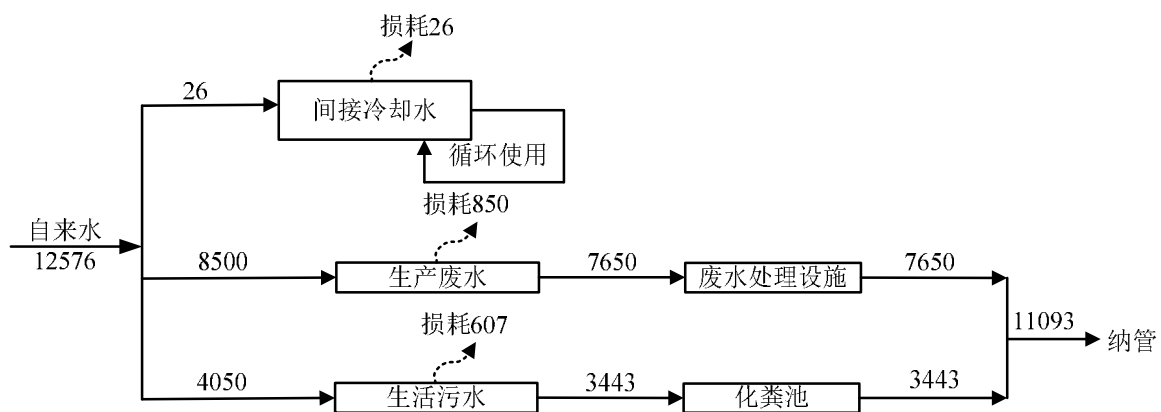 损耗26
26
间接冷却水
循环使用
损耗850
自来水
12576
8500
生产废水
7650
废水处理设施
7650
损耗607
11093
纳管
4050
生活污水
3443
化粪池
3443